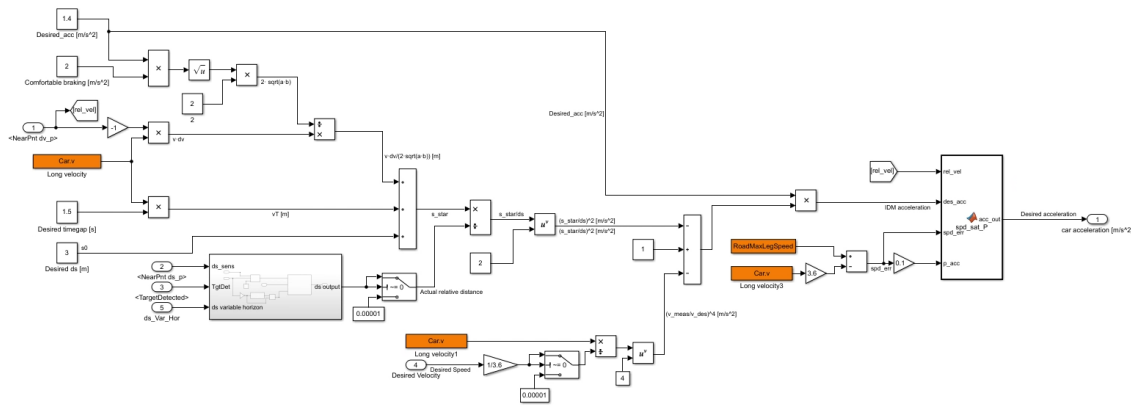 1.4
Desired_acc [m/s^2]
2
Comfortable braking [m/s^2]
×
√u
×
2· sqrt(a·b)
2
2
[rel_vel]
1
<NearPnt dv_p>
-1
×
v·dv
÷
×
Car.v
Long velocity
v·dv/(2·sqrt(a·b)) [m]
1.5
Desired timegap [s]
×
vT [m]
+
+
+
s_star
3
s0
Desired ds [m]
×
÷
s_star/ds
u^v
(s_star/ds)^2 [m/s^2]
(s_star/ds)^2 [m/s^2]
2
Desired_acc [m/s^2]
2
<NearPnt ds_p>
3
<TargetDetected>
5
ds_Var_Hor
ds_sens
TgtDet
ds variable horizon
ds output
~= 0
Actual relative distance
0.00001
1
−
+
−
×
IDM acceleration
(v_meas/v_des)^4 [m/s^2]
Car.v
Long velocity1
4
Desired Velocity
1/3.6
Desired Speed
~= 0
0.00001
×
÷
u^v
4
[rel_vel]
RoadMaxLegSpeed
Car.v
Long velocity3
3.6
+
−
spd_err
0.1
rel_vel
des_acc
spd_err
p_acc
acc_out
spd_sat_P
Desired acceleration
1
car acceleration [m/s^2